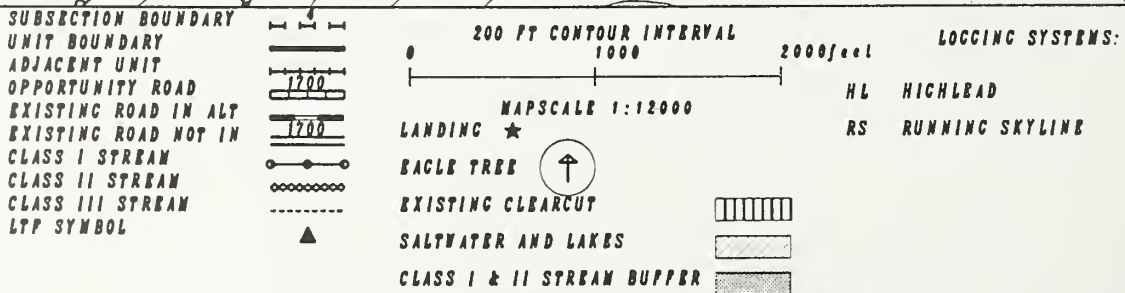 SUBSECTION BOUNDARY
UNIT BOUNDARY
ADJACENT UNIT
OPPORTUNITY ROAD 1700
EXISTING ROAD IN ALT
EXISTING ROAD NOT IN 1700
CLASS I STREAM
CLASS II STREAM
CLASS III STREAM
LTF SYMBOL
200 FT CONTOUR INTERVAL
0 1000 2000feet
MAPSCALE 1:12000
LANDING
EAGLE TREE
EXISTING CLEARCUT
SALTWATER AND LAKES
CLASS I & II STREAM BUFFER
LOGGING SYSTEMS:
HL HIGHLEAD
RS RUNNING SKYLINE